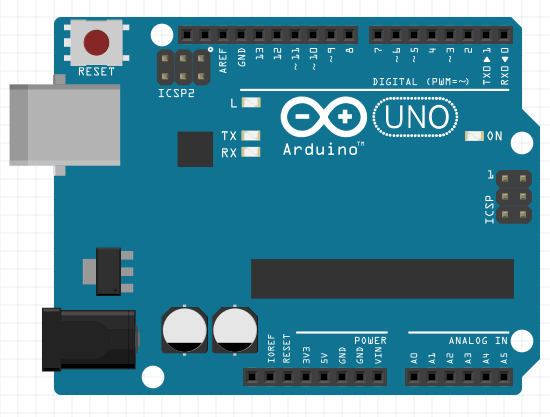 RESET
ICSP2
AREF
GND
13
12
~11
~10
~9
8
7
~6
~5
4
~3
2
TX0▶1
RX0◀0
DIGITAL (PWM=~)
L
TX
RX
UNO
Arduino™
ON
1
ICSP
POWER
ANALOG IN
IOREF
RESET
3V3
5V
GND
GND
VIN
A0
A1
A2
A3
A4
A5